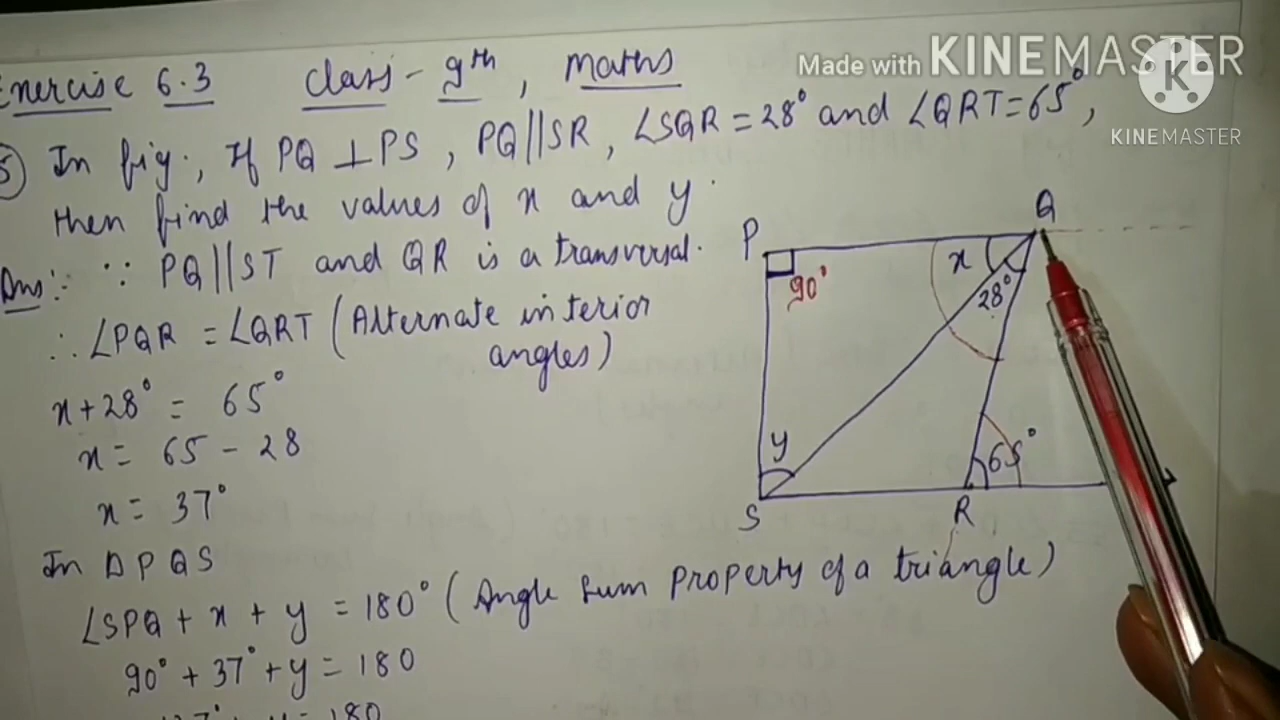 Exercise 6.3 Class - 9th, Maths
5) In fig., If PQ ⊥ PS, PQ || SR, ∠SQR = 28° and ∠QRT = 65°,
then find the values of x and y.
Ans:- ∵ PQ || ST and QR is a transversal.
∴ ∠PQR = ∠QRT (Alternate interior
angles)
x + 28° = 65°
x = 65 - 28
x = 37°
In Δ PQS
∠SPQ + x + y = 180° (Angle sum property of a triangle)
90° + 37° + y = 180
P
Q
90°
x
28°
y
65°
S
R
Made with KINEMASTER
K
KINEMASTER